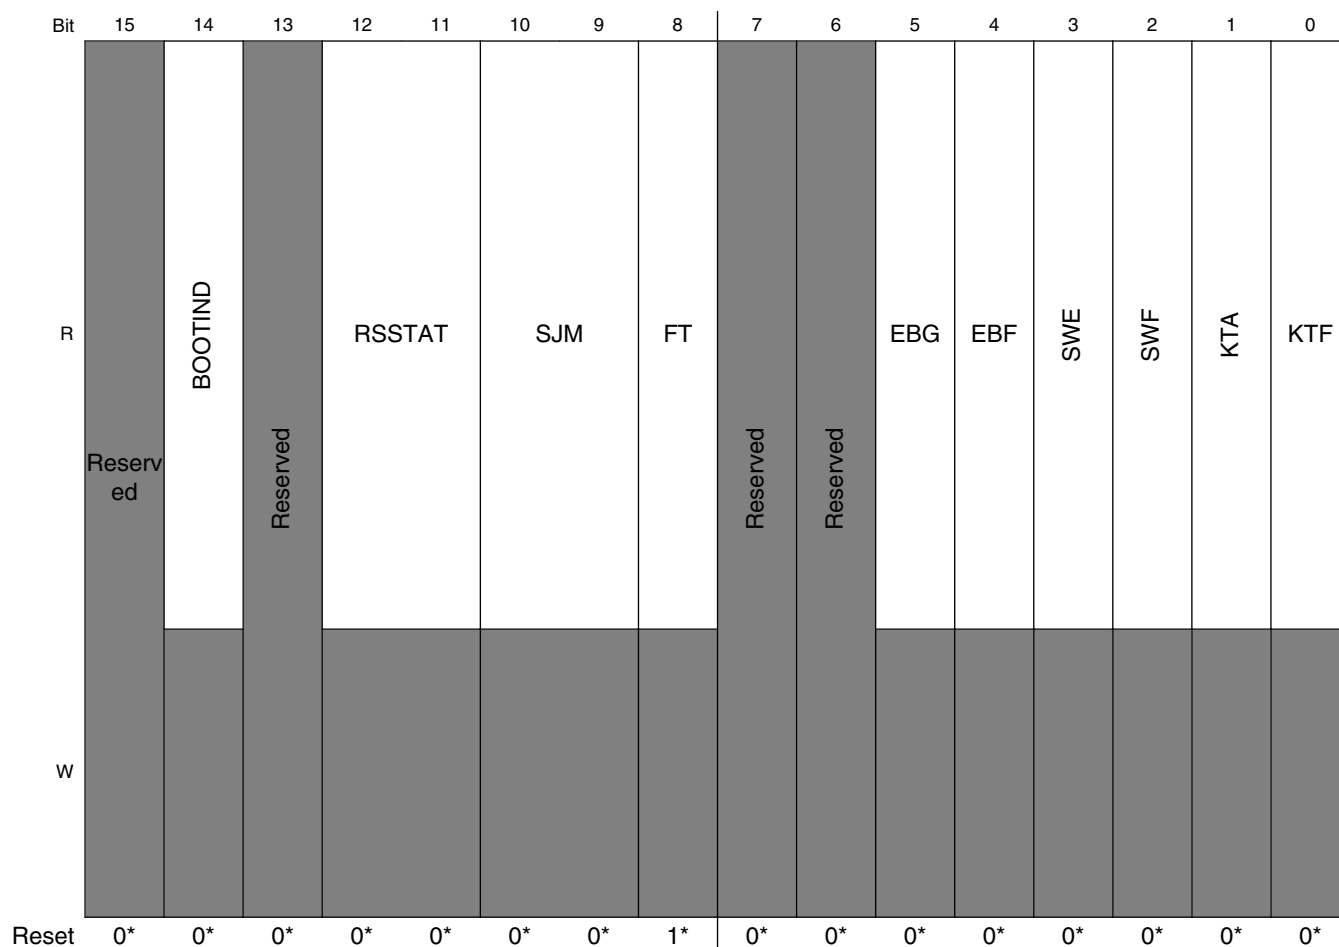 Bit 15 14 13 12 11 10 9 8 7 6 5 4 3 2 1 0
R BOOTIND RSSTAT SJM FT EBG EBF SWE SWF KTA KTF
Reserv
ed
Reserved Reserved Reserved
W
Reset 0* 0* 0* 0* 0* 0* 0* 1* 0* 0* 0* 0* 0* 0* 0* 0*